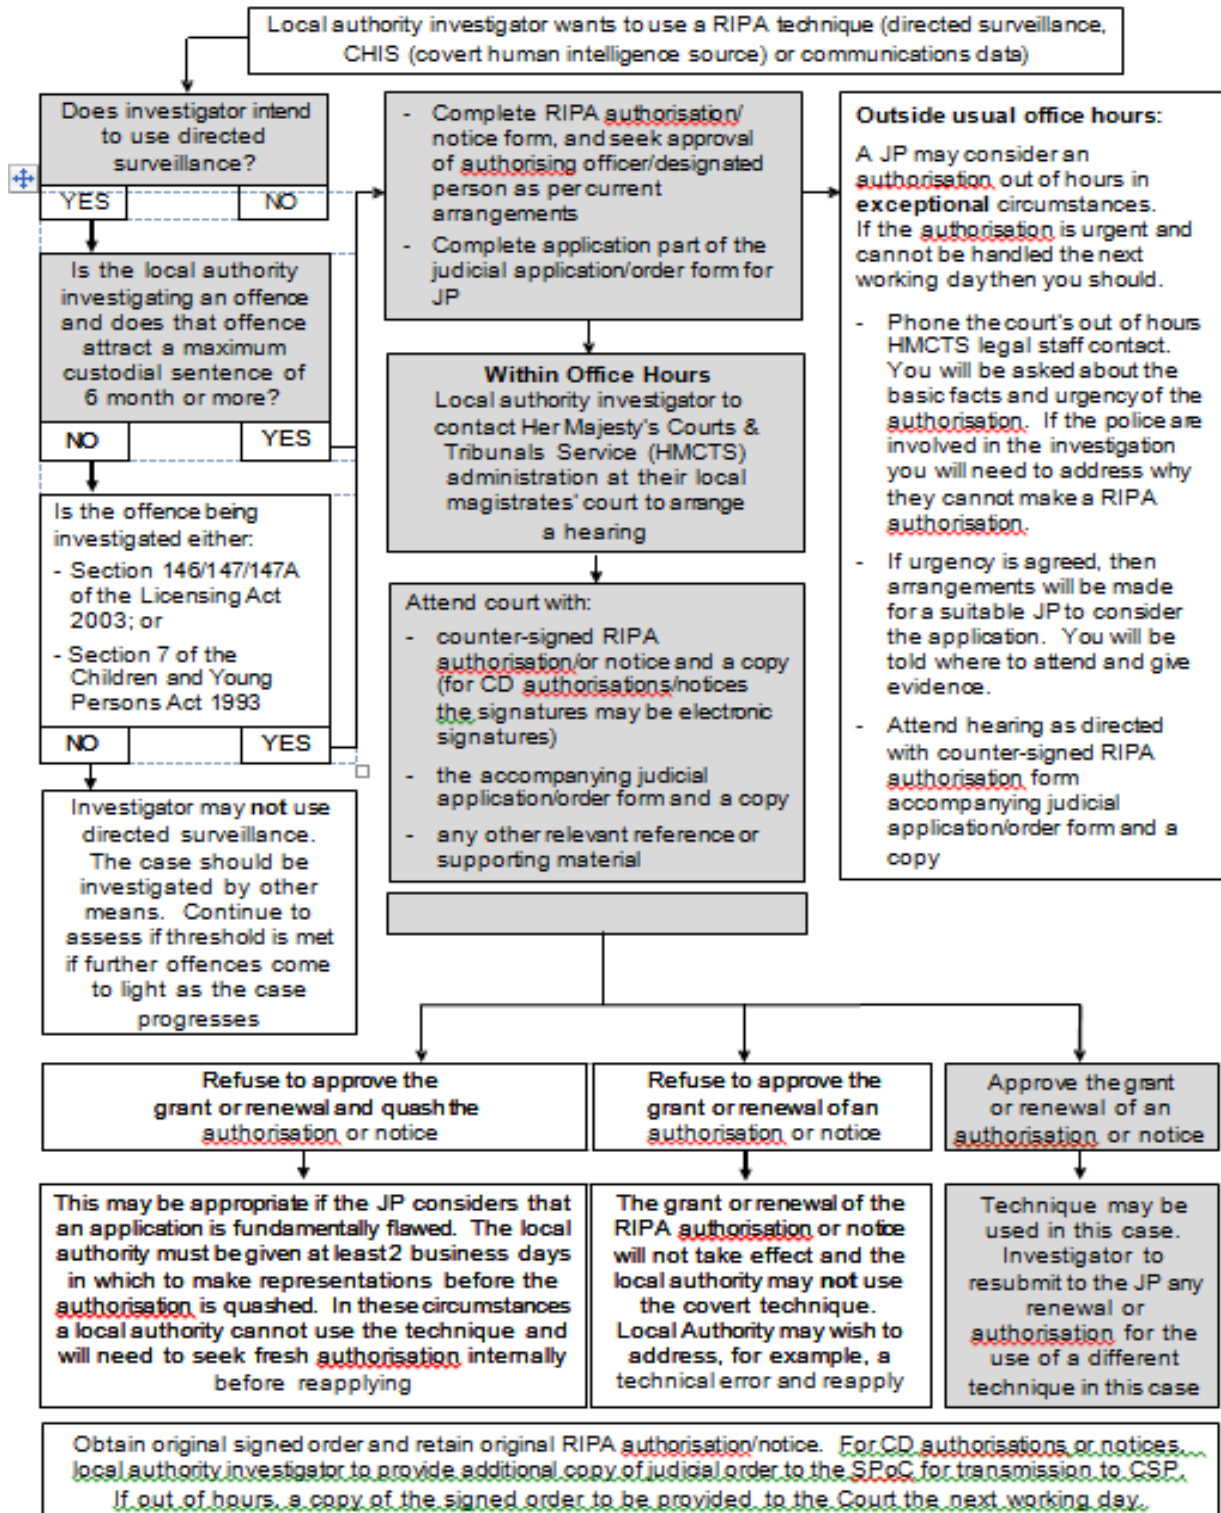 Local authority investigator wants to use a RIPA technique (directed surveillance,
CHIS (covert human intelligence source) or communications data)
Does investigator intend
to use directed
surveillance?
YES
NO
Is the local authority
investigating an offence
and does that offence
attract a maximum
custodial sentence of
6 month or more?
NO
YES
Is the offence being
investigated either:
- Section 146/147/147A
of the Licensing Act
2003; or
- Section 7 of the
Children and Young
Persons Act 1993
NO
YES
Investigator may not use
directed surveillance.
The case should be
investigated by other
means. Continue to
assess if threshold is met
if further offences come
to light as the case
progresses
- Complete RIPA authorisation/
notice form, and seek approval
of authorising officer/designated
person as per current
arrangements
- Complete application part of the
judicial application/order form for
JP
Within Office Hours
Local authority investigator to
contact Her Majesty's Courts &
Tribunals Service (HMCTS)
administration at their local
magistrates' court to arrange
a hearing
Attend court with:
- counter-signed RIPA
authorisation/or notice and a copy
(for CD authorisations/notices
the signatures may be electronic
signatures)
- the accompanying judicial
application/order form and a copy
- any other relevant reference or
supporting material
Outside usual office hours:
A JP may consider an
authorisation out of hours in
exceptional circumstances.
If the authorisation is urgent and
cannot be handled the next
working day then you should.
- Phone the court's out of hours
HMCTS legal staff contact.
You will be asked about the
basic facts and urgency of the
authorisation. If the police are
involved in the investigation
you will need to address why
they cannot make a RIPA
authorisation.
- If urgency is agreed, then
arrangements will be made
for a suitable JP to consider
the application. You will be
told where to attend and give
evidence.
- Attend hearing as directed
with counter-signed RIPA
authorisation form
accompanying judicial
application/order form and a
copy
Refuse to approve the
grant or renewal and quash the
authorisation or notice
Refuse to approve the
grant or renewal of an
authorisation or notice
Approve the grant
or renewal of an
authorisation or notice
This may be appropriate if the JP considers that
an application is fundamentally flawed. The local
authority must be given at least 2 business days
in which to make representations before the
authorisation is quashed. In these circumstances
a local authority cannot use the technique and
will need to seek fresh authorisation internally
before reapplying
The grant or renewal of the
RIPA authorisation or notice
will not take effect and the
local authority may not use
the covert technique.
Local Authority may wish to
address, for example, a
technical error and reapply
Technique may be
used in this case.
Investigator to
resubmit to the JP any
renewal or
authorisation for the
use of a different
technique in this case
Obtain original signed order and retain original RIPA authorisation/notice. For CD authorisations or notices,
local authority investigator to provide additional copy of judicial order to the SPoC for transmission to CSP.
If out of hours, a copy of the signed order to be provided to the Court the next working day.